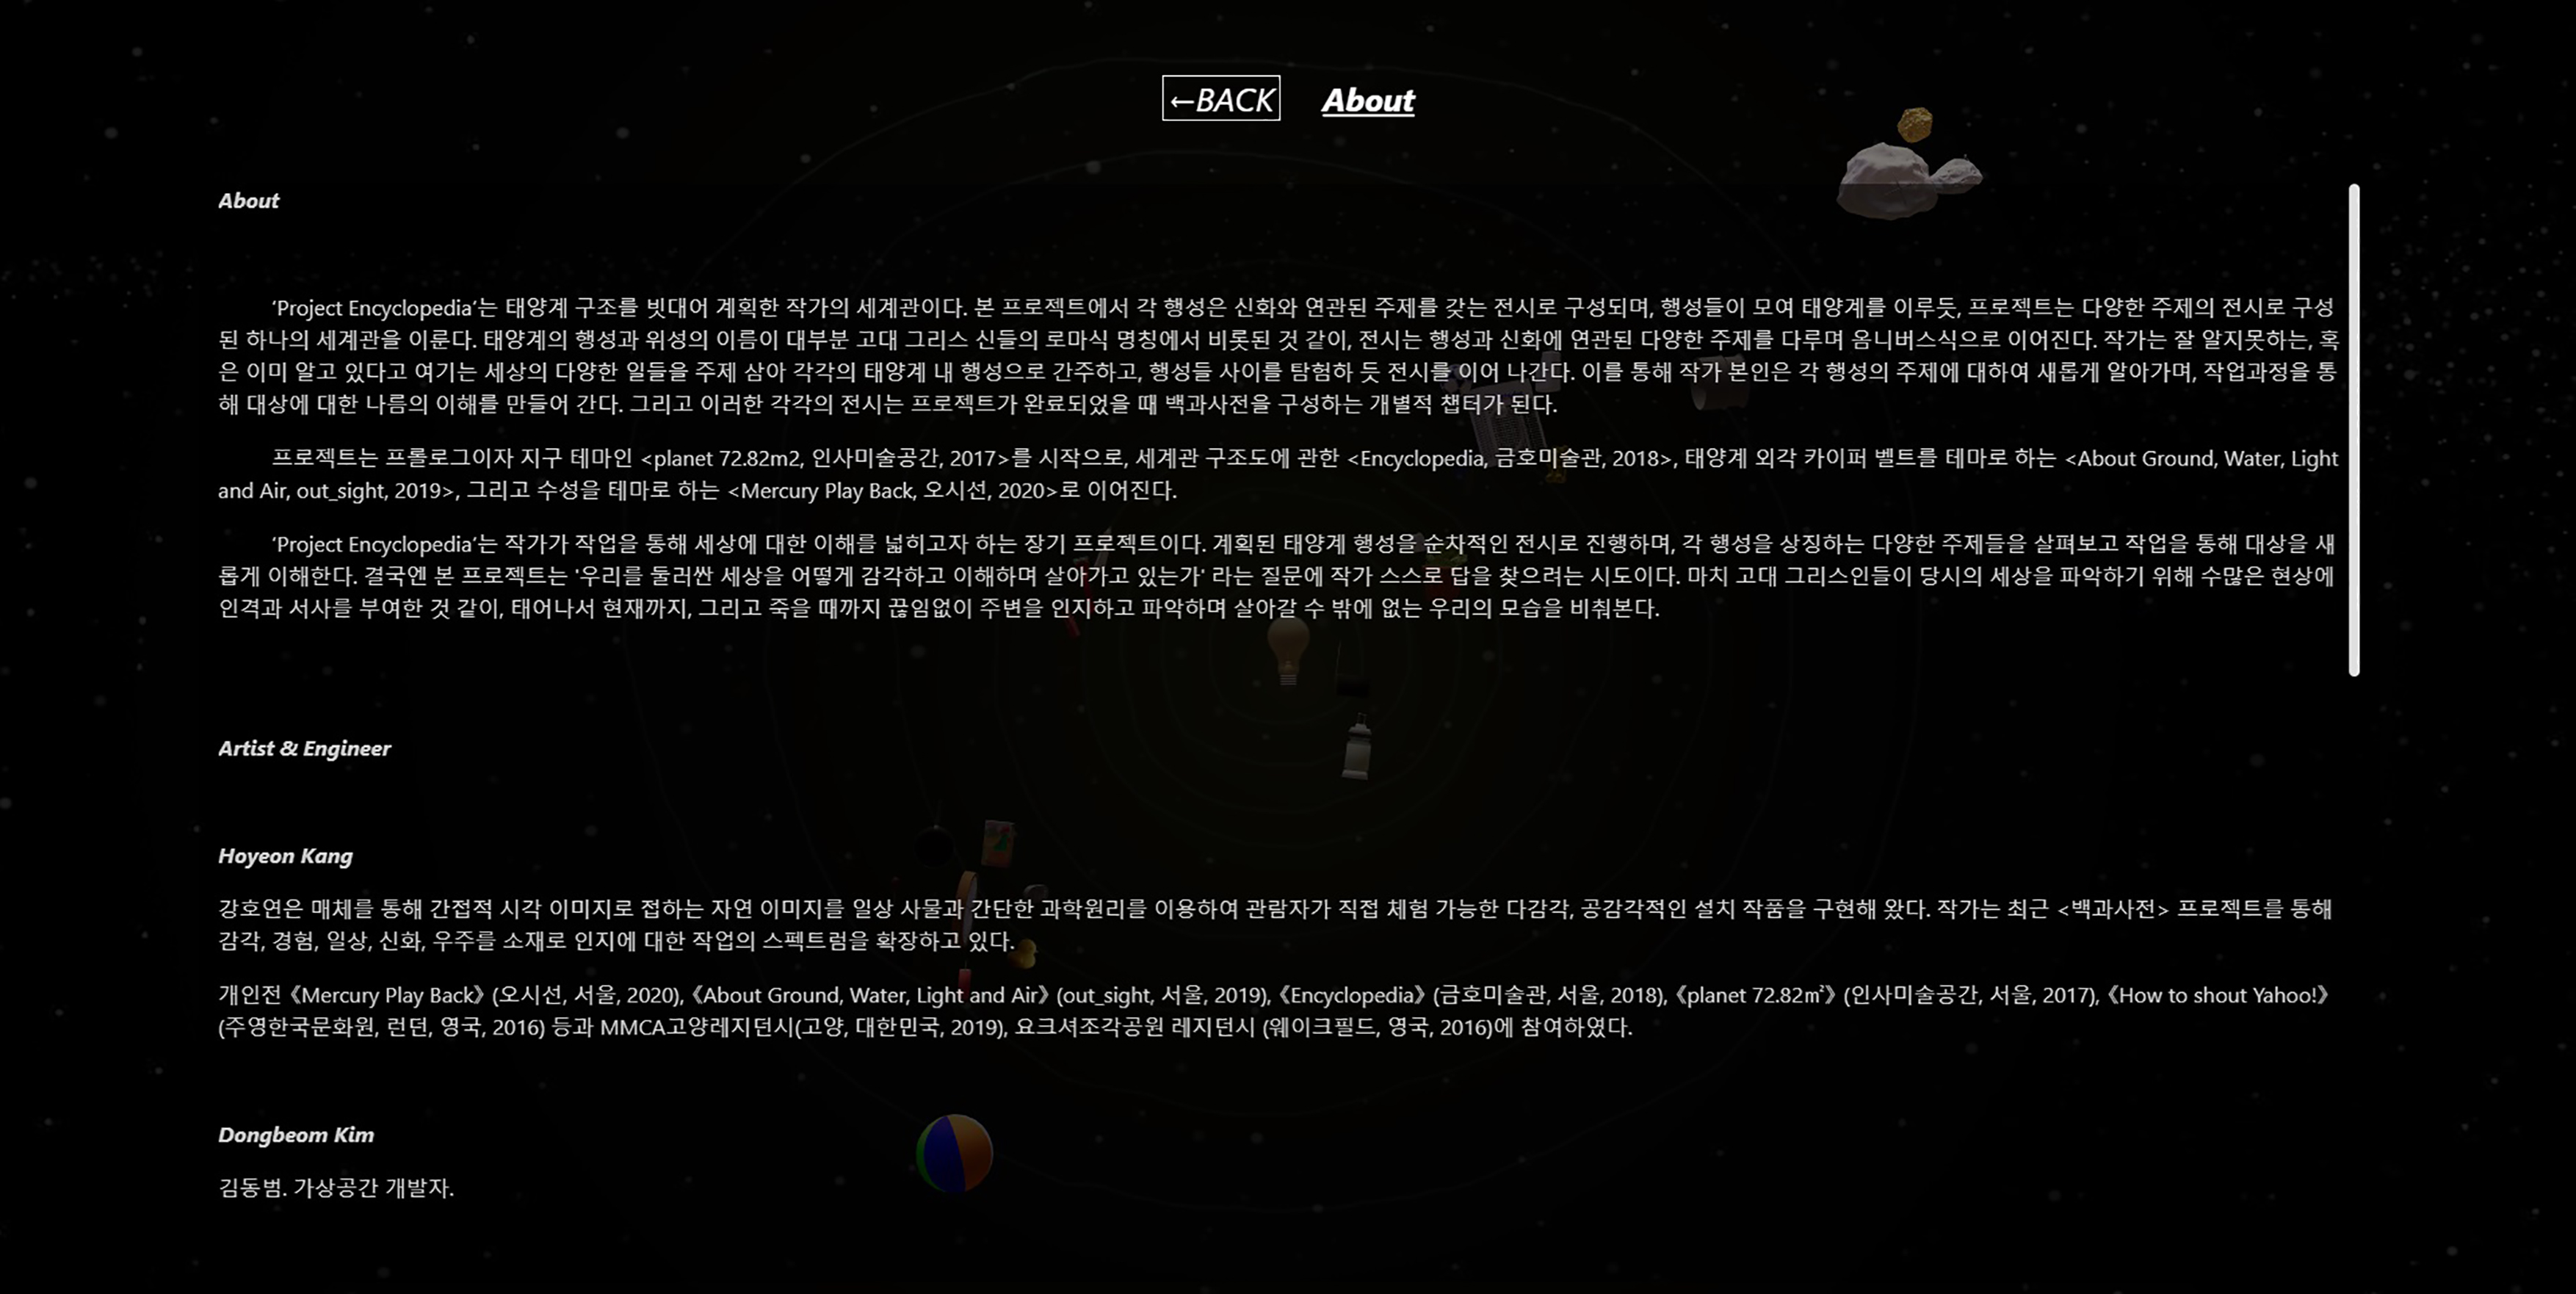 ←BACK About
About
‘Project Encyclopedia’는 태양계 구조를 빗대어 계획한 작가의 세계관이다. 본 프로젝트에서 각 행성은 신화와 연관된 주제를 갖는 전시로 구성되며, 행성들이 모여 태양계를 이루듯, 프로젝트는 다양한 주제의 전시로 구성
된 하나의 세계관을 이룬다. 태양계의 행성과 위성의 이름이 대부분 고대 그리스 신들의 로마식 명칭에서 비롯된 것 같이, 전시는 행성과 신화에 연관된 다양한 주제를 다루며 옴니버스식으로 이어진다. 작가는 잘 알지못하는, 혹
은 이미 알고 있다고 여기는 세상의 다양한 일들을 주제 삼아 각각의 태양계 내 행성으로 간주하고, 행성들 사이를 탐험하 듯 전시를 이어 나간다. 이를 통해 작가 본인은 각 행성의 주제에 대하여 새롭게 알아가며, 작업과정을 통
해 대상에 대한 나름의 이해를 만들어 간다. 그리고 이러한 각각의 전시는 프로젝트가 완료되었을 때 백과사전을 구성하는 개별적 챕터가 된다.
프로젝트는 프롤로그이자 지구 테마인 <planet 72.82m2, 인사미술공간, 2017>를 시작으로, 세계관 구조도에 관한 <Encyclopedia, 금호미술관, 2018>, 태양계 외각 카이퍼 벨트를 테마로 하는 <About Ground, Water, Light
and Air, out_sight, 2019>, 그리고 수성을 테마로 하는 <Mercury Play Back, 오시선, 2020>로 이어진다.
‘Project Encyclopedia’는 작가가 작업을 통해 세상에 대한 이해를 넓히고자 하는 장기 프로젝트이다. 계획된 태양계 행성을 순차적인 전시로 진행하며, 각 행성을 상징하는 다양한 주제들을 살펴보고 작업을 통해 대상을 새
롭게 이해한다. 결국엔 본 프로젝트는 '우리를 둘러싼 세상을 어떻게 감각하고 이해하며 살아가고 있는가' 라는 질문에 작가 스스로 답을 찾으려는 시도이다. 마치 고대 그리스인들이 당시의 세상을 파악하기 위해 수많은 현상에
인격과 서사를 부여한 것 같이, 태어나서 현재까지, 그리고 죽을 때까지 끊임없이 주변을 인지하고 파악하며 살아갈 수 밖에 없는 우리의 모습을 비춰본다.
Artist & Engineer
Hoyeon Kang
강호연은 매체를 통해 간접적 시각 이미지로 접하는 자연 이미지를 일상 사물과 간단한 과학원리를 이용하여 관람자가 직접 체험 가능한 다감각, 공감각적인 설치 작품을 구현해 왔다. 작가는 최근 <백과사전> 프로젝트를 통해
감각, 경험, 일상, 신화, 우주를 소재로 인지에 대한 작업의 스펙트럼을 확장하고 있다.
개인전 《Mercury Play Back》 (오시선, 서울, 2020), 《About Ground, Water, Light and Air》 (out_sight, 서울, 2019), 《Encyclopedia》 (금호미술관, 서울, 2018), 《planet 72.82㎡》 (인사미술공간, 서울, 2017), 《How to shout Yahoo!》
(주영한국문화원, 런던, 영국, 2016) 등과 MMCA고양레지던시(고양, 대한민국, 2019), 요크셔조각공원 레지던시 (웨이크필드, 영국, 2016)에 참여하였다.
Dongbeom Kim
김동범. 가상공간 개발자.